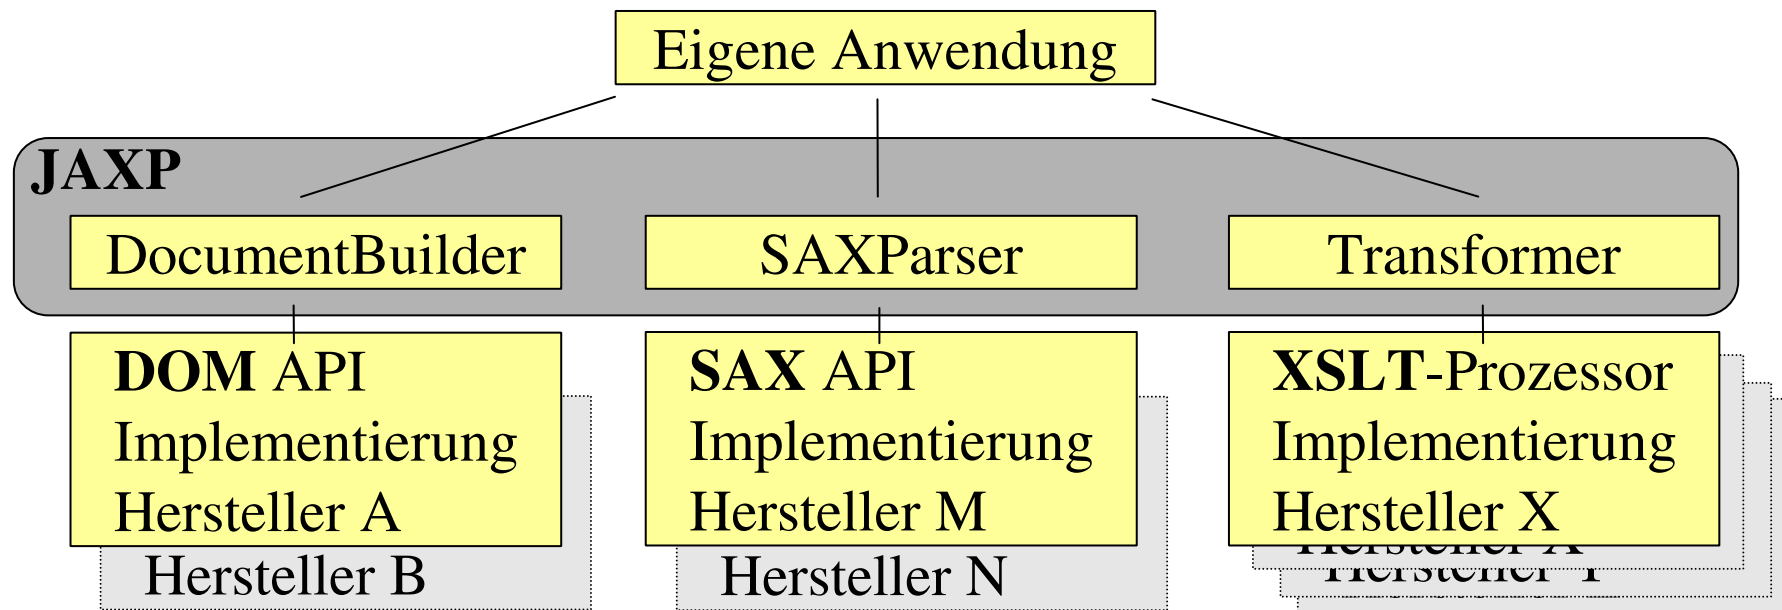 Eigene Anwendung
JAXP
DocumentBuilder
SAXParser
Transformer
DOM API
Implementierung
Hersteller A
Hersteller B
SAX API
Implementierung
Hersteller M
Hersteller N
XSLT-Prozessor
Implementierung
Hersteller X